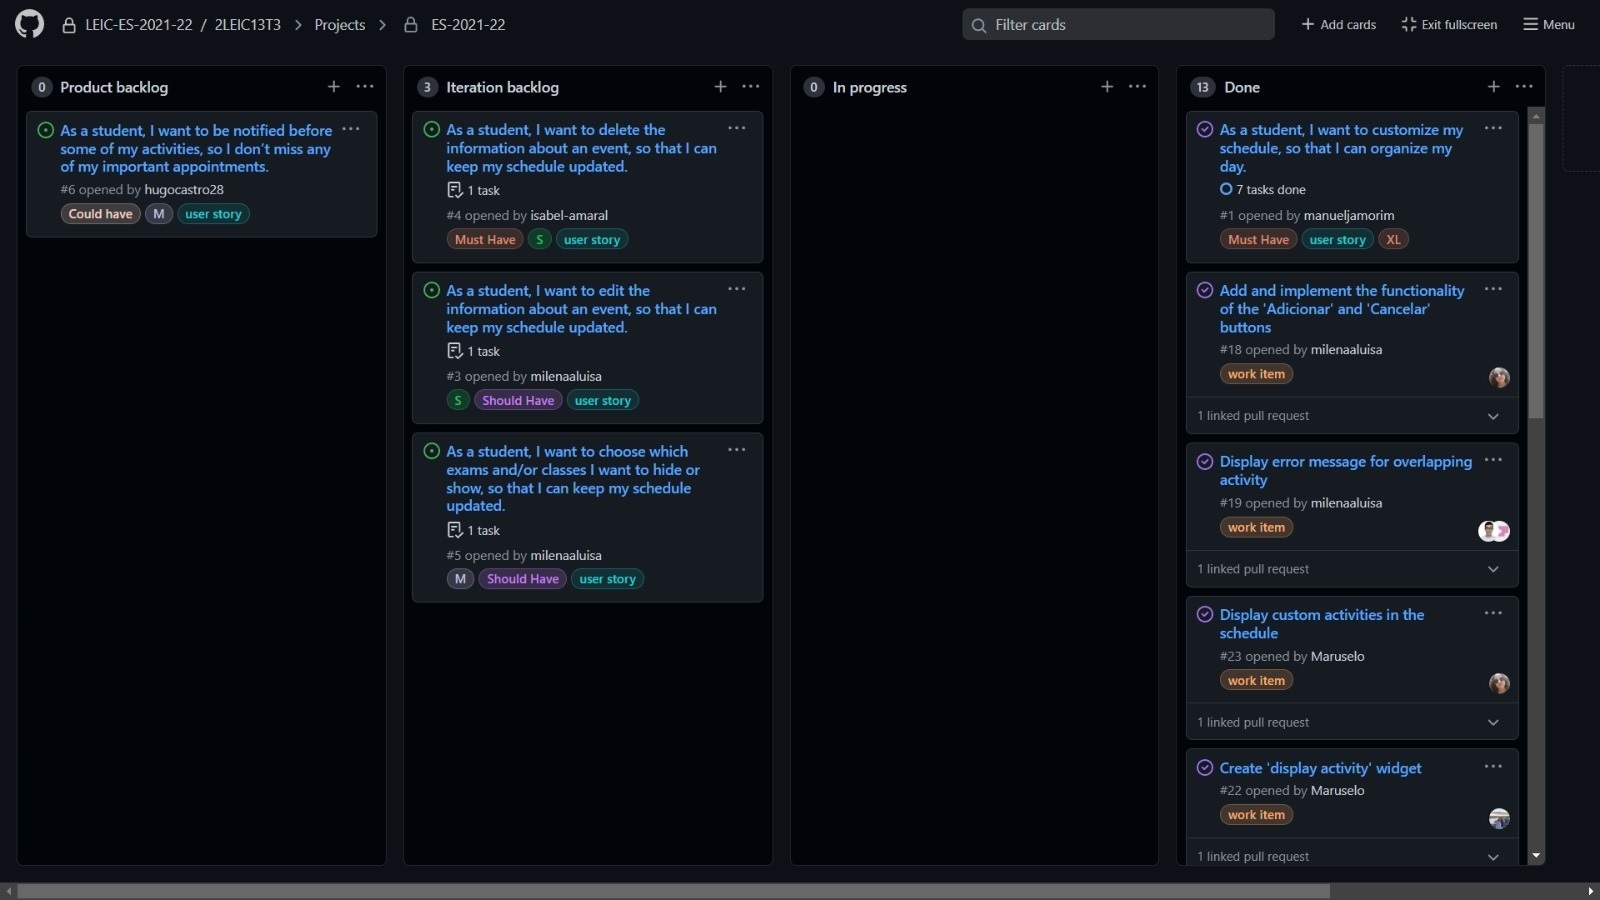 LEIC-ES-2021-22 / 2LEIC13T3 > Projects > ES-2021-22
Filter cards
+ Add cards
Exit fullscreen
Menu
0 Product backlog
As a student, I want to be notified before
some of my activities, so I don’t miss any
of my important appointments.
#6 opened by hugocastro28
Could have M user story
3 Iteration backlog
As a student, I want to delete the
information about an event, so that I can
keep my schedule updated.
1 task
#4 opened by isabel-amaral
Must Have S user story
As a student, I want to edit the
information about an event, so that I can
keep my schedule updated.
1 task
#3 opened by milenaaluisa
S Should Have user story
As a student, I want to choose which
exams and/or classes I want to hide or
show, so that I can keep my schedule
updated.
1 task
#5 opened by milenaaluisa
M Should Have user story
0 In progress
13 Done
As a student, I want to customize my
schedule, so that I can organize my
day.
7 tasks done
#1 opened by manueljamorim
Must Have user story XL
Add and implement the functionality
of the 'Adicionar' and 'Cancelar'
buttons
#18 opened by milenaaluisa
work item
1 linked pull request
Display error message for overlapping
activity
#19 opened by milenaaluisa
work item
1 linked pull request
Display custom activities in the
schedule
#23 opened by Maruselo
work item
1 linked pull request
Create 'display activity' widget
#22 opened by Maruselo
work item
1 linked pull request